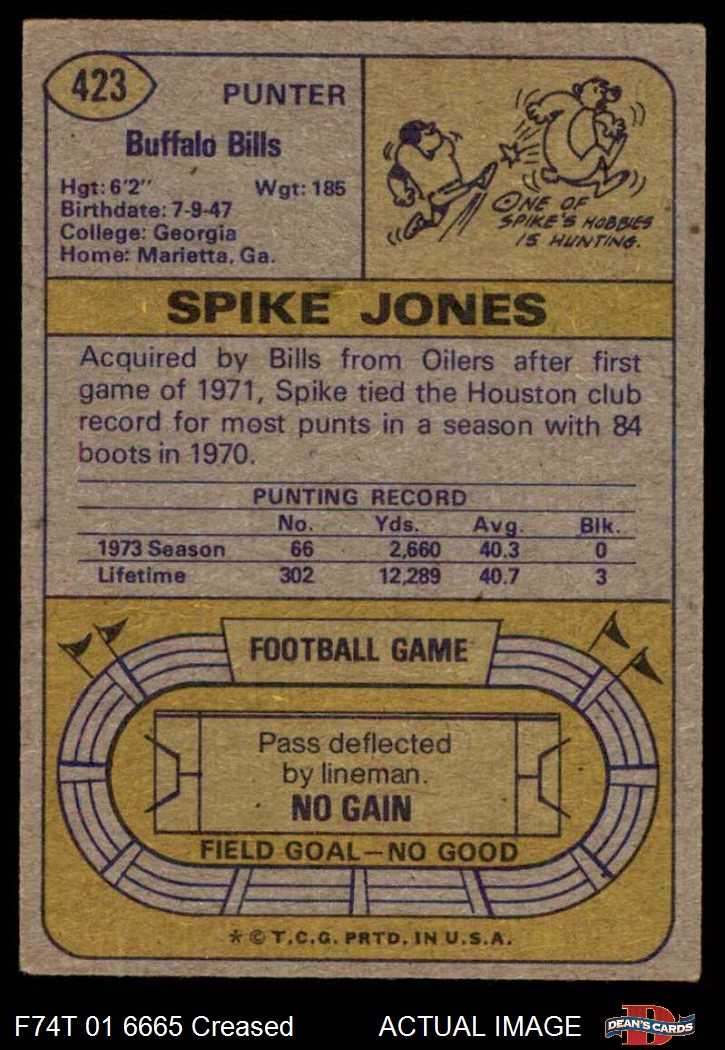 423
PUNTER
Buffalo Bills
Hgt: 6'2" Wgt: 185
Birthdate: 7-9-47
College: Georgia
Home: Marietta, Ga.
ONE OF
SPIKE'S HOBBIES
IS HUNTING.
SPIKE JONES
Acquired by Bills from Oilers after first
game of 1971, Spike tied the Houston club
record for most punts in a season with 84
boots in 1970.
PUNTING RECORD
No. Yds. Avg. Blk.
1973 Season 66 2,660 40.3 0
Lifetime 302 12,289 40.7 3
FOOTBALL GAME
Pass deflected
by lineman.
NO GAIN
FIELD GOAL—NO GOOD
* © T.C.G. PRTD. IN U.S.A.
F74T 01 6665 Creased ACTUAL IMAGE
D
DEAN'S CARDS